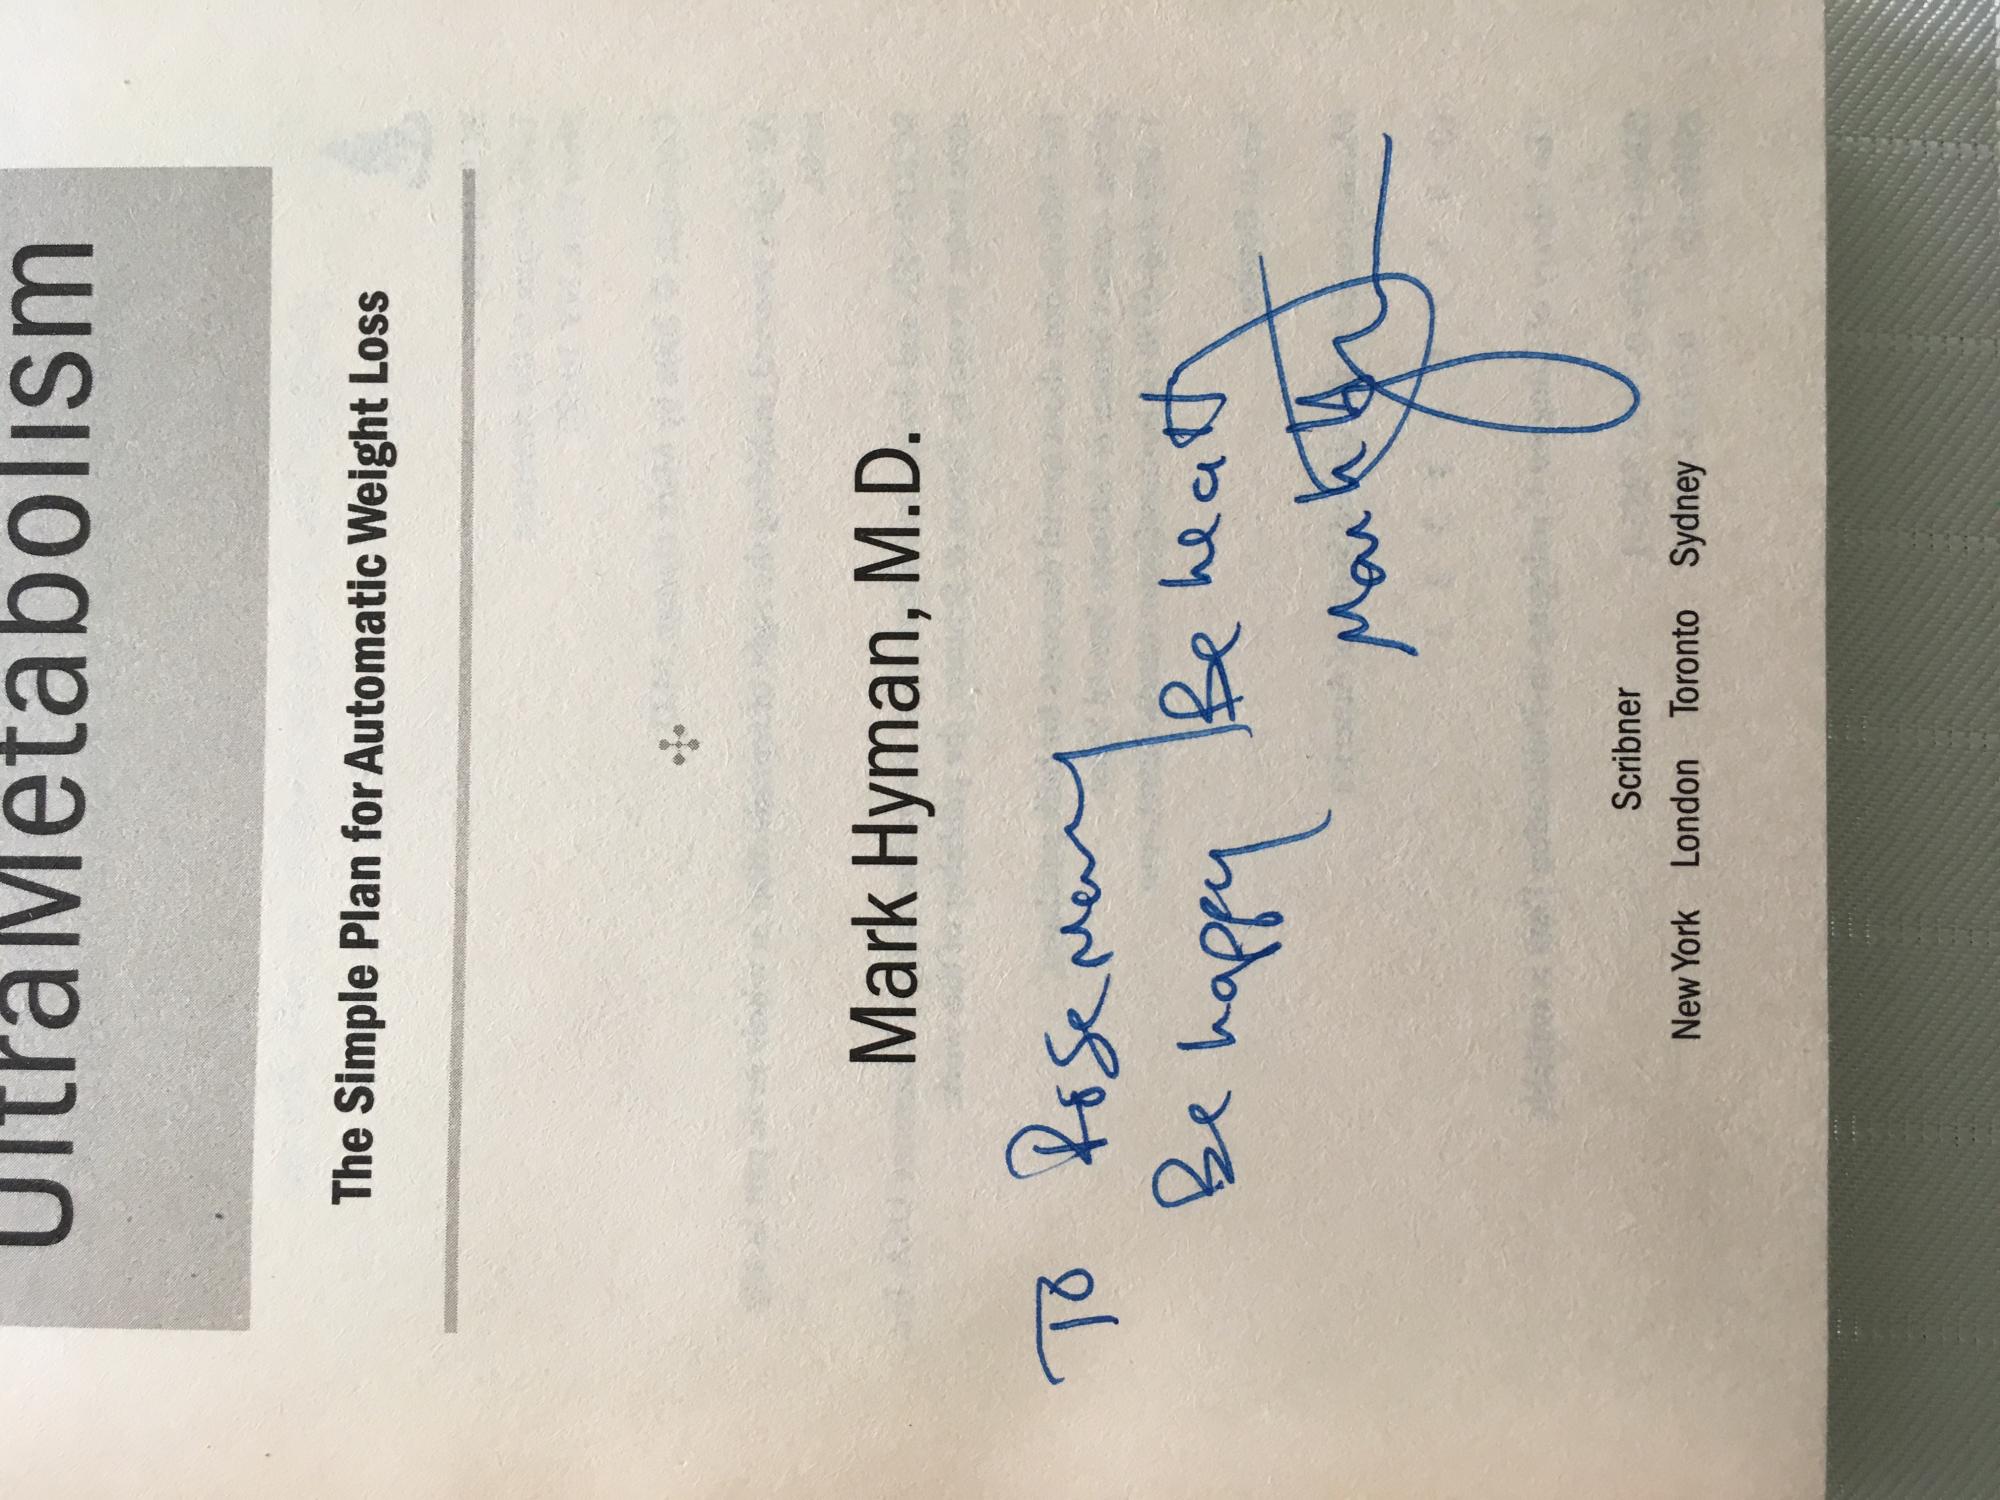 UltraMetabolism
The Simple Plan for Automatic Weight Loss
Mark Hyman, M.D.
To Rosemary
Be happy Be healthy
Mark Hyman
Scribner
New York London Toronto Sydney